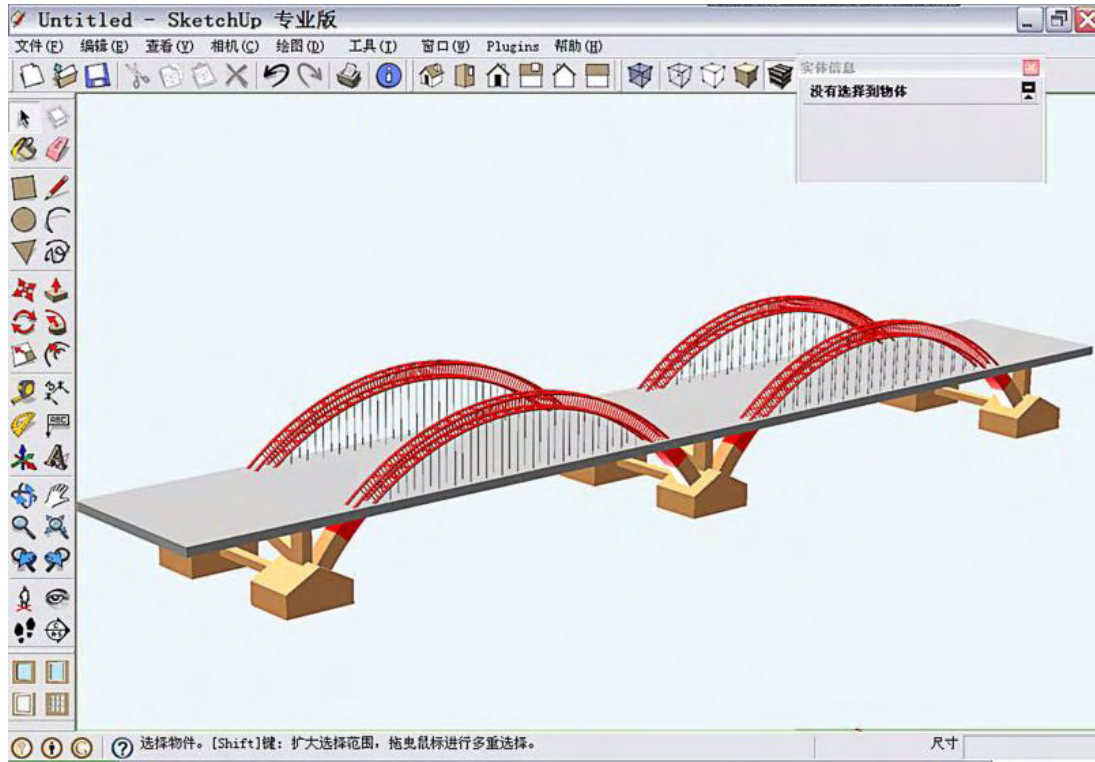 Untitled - SketchUp 专业版
文件(F) 编辑(E) 查看(V) 相机(C) 绘图(D) 工具(I) 窗口(W) Plugins 帮助(H)
实体信息
没有选择到物体
ABC
选择物件。[Shift]键: 扩大选择范围, 拖曳鼠标进行多重选择。
尺寸